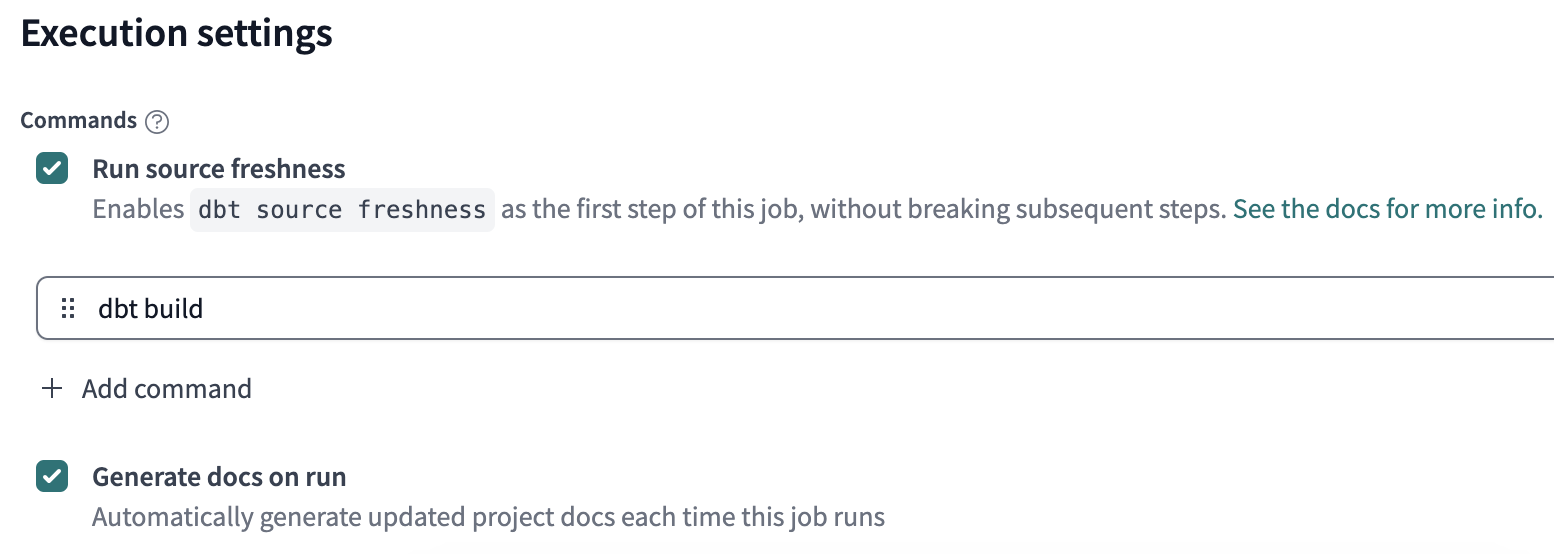 Execution settings
Commands ?
Run source freshness
Enables dbt source freshness as the first step of this job, without breaking subsequent steps. See the docs for more info.
dbt build
+ Add command
Generate docs on run
Automatically generate updated project docs each time this job runs